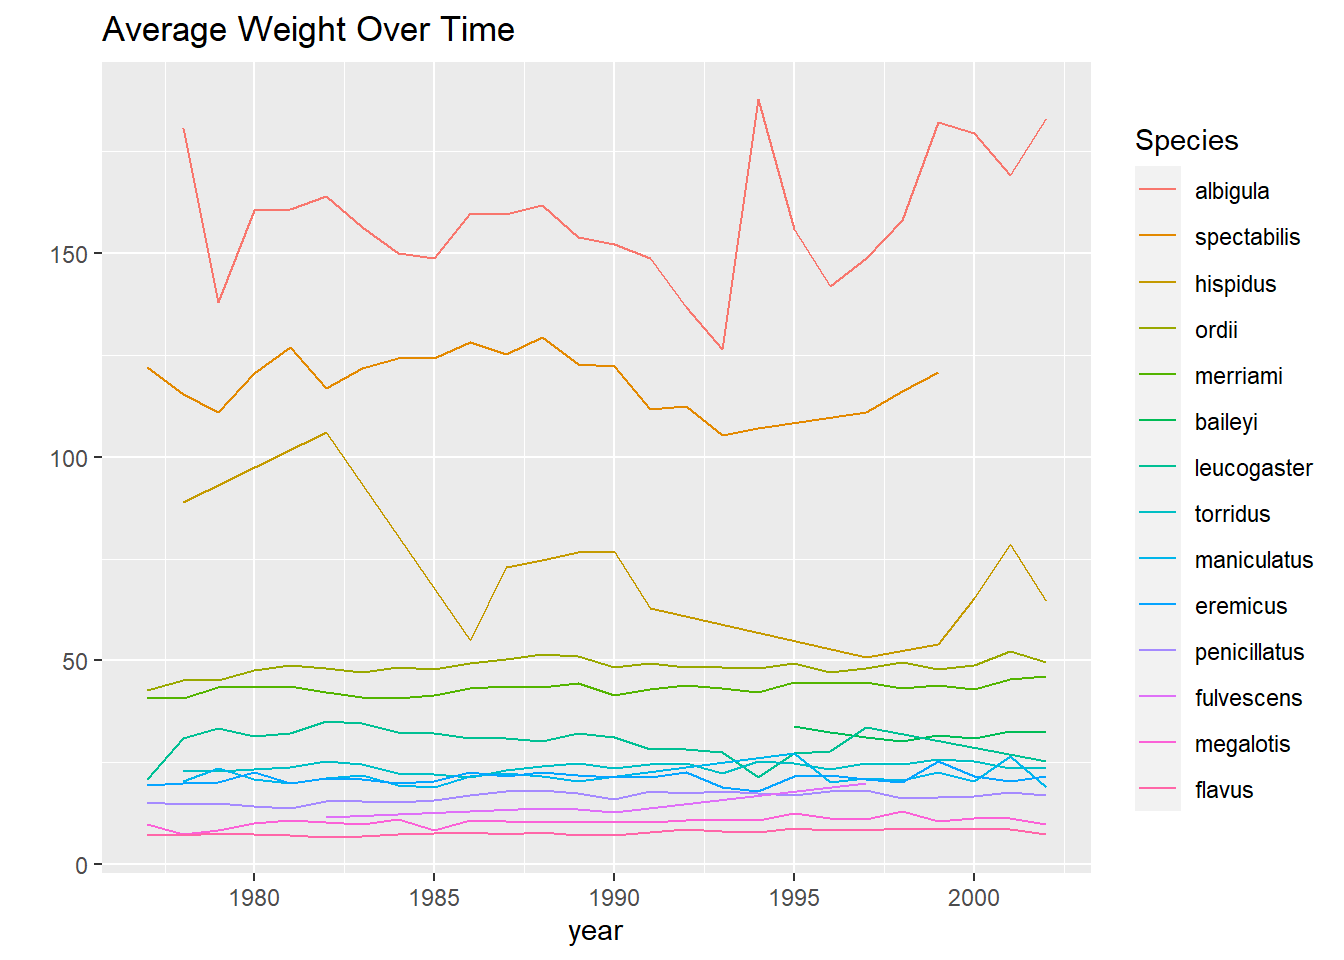 Average Weight Over Time
150
100
50
0
1980 1985 1990 1995 2000
year
Species
albigula
spectabilis
hispidus
ordii
merriami
baileyi
leucogaster
torridus
maniculatus
eremicus
penicillatus
fulvescens
megalotis
flavus